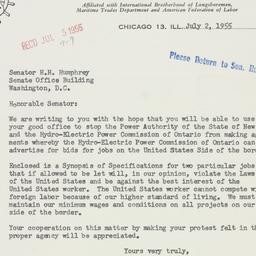 Affiliated with International Brotherhood of Longshoremen,
Maritime Trades Department and American Federation of Labor
CHICAGO 13, ILL. July 2, 1955
REC'D JUL 5 1955
Please Return to Sen.
Senator H.H. Humphrey
Senate Office Building
Washington, D.C.
Honorable Senator:
We are writing to you with the hope that you will be able to use
your good office to stop the Power Authority of the State of New
and the Hydro-Electric Power Commission of Ontario from making a
ments whereby the Hydro-Electric Power Commission of Ontario can
advertise for bids for jobs on the United States Side of the bord
Enclosed is a Synopsis of Specifications for two particular jobs
that if allowed to be let will, in our opinion, violate the Laws
of the United States and be against the best interest of the
United States worker. The United States worker cannot compete w
foreign labor because of our higher standard of living. We must
maintain our minimum wages and conditions on all projects on our
side of the border.
Your cooperation on this matter by making your protest felt in th
proper agency will be appreciated.
Yours very truly,